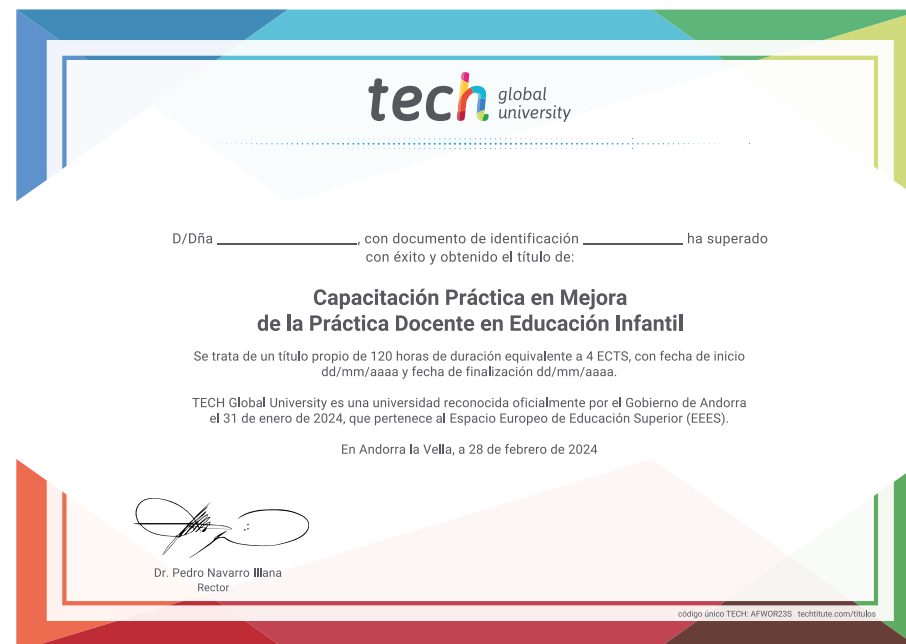 tech global
university
D/Dña ________________, con documento de identificación ____________ ha superado
con éxito y obtenido el título de:
Capacitación Práctica en Mejora
de la Práctica Docente en Educación Infantil
Se trata de un título propio de 120 horas de duración equivalente a 4 ECTS, con fecha de inicio
dd/mm/aaaa y fecha de finalización dd/mm/aaaa.
TECH Global University es una universidad reconocida oficialmente por el Gobierno de Andorra
el 31 de enero de 2024, que pertenece al Espacio Europeo de Educación Superior (EEES).
En Andorra la Vella, a 28 de febrero de 2024
Dr. Pedro Navarro Illana
Rector
código único TECH: AFWOR23S techtitute.com/titulos